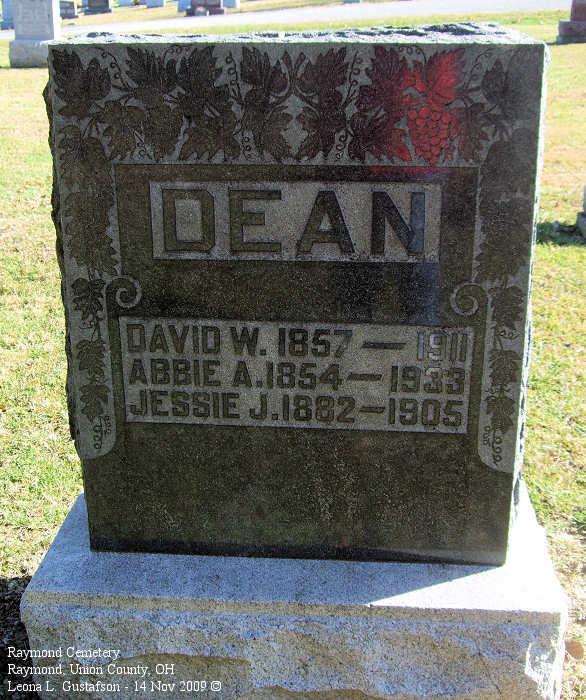 DEAN
DAVID W. 1857 — 1911
ABBIE A. 1854 — 1933
JESSIE J. 1882 — 1905
Raymond Cemetery
Raymond, Union County, OH
Leona L. Gustafson - 14 Nov 2009 ©